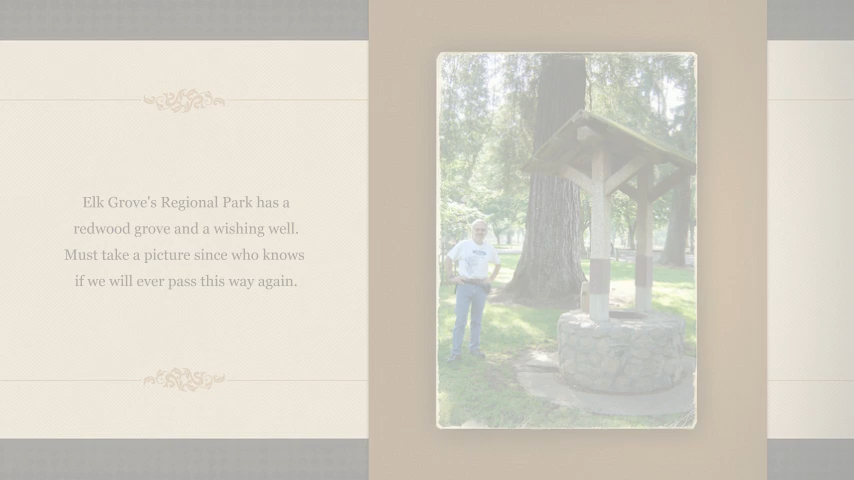 Elk Grove's Regional Park has a
redwood grove and a wishing well.
Must take a picture since who knows
if we will ever pass this way again.